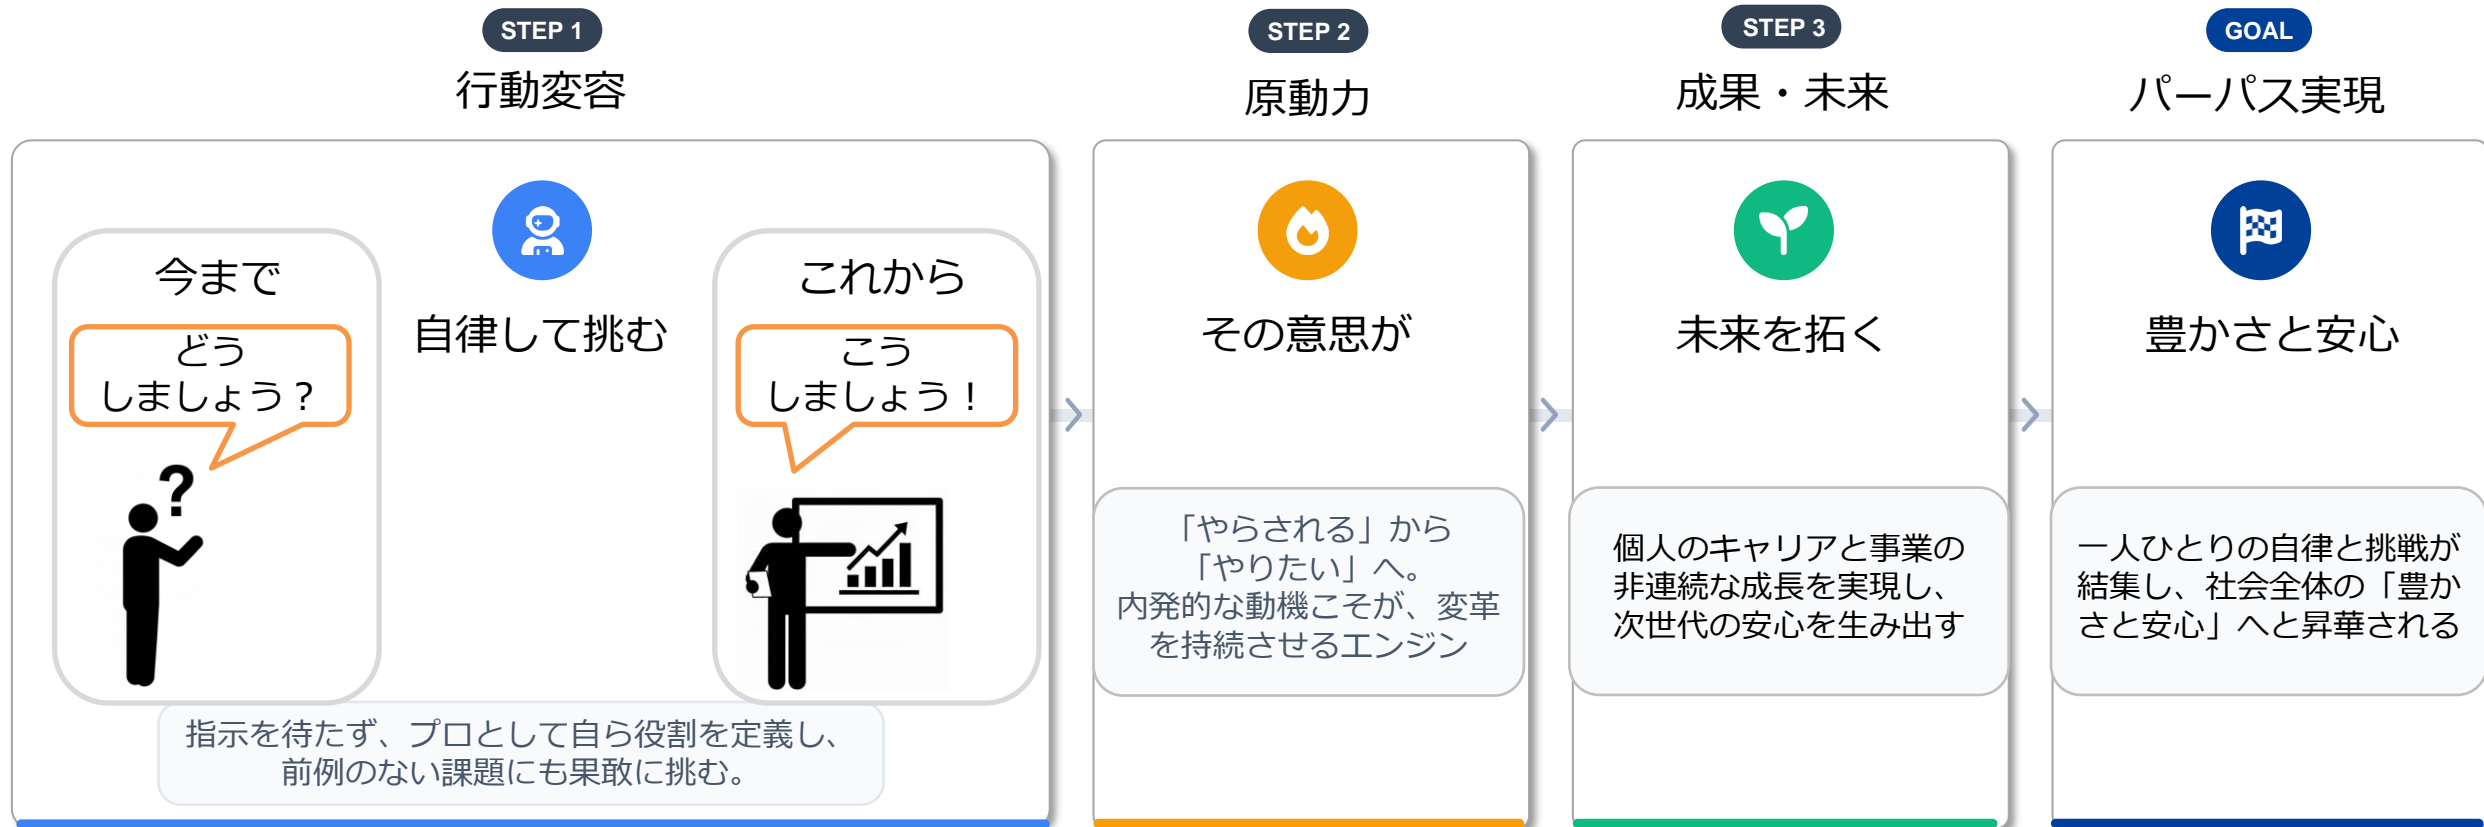 STEP 1
行動変容
今まで
どう
しましょう？
自律して挑む
これから
こう
しましょう！
?
指示を待たず、プロとして自ら役割を定義し、
前例のない課題にも果敢に挑む。
STEP 2
原動力
その意思が
「やらされる」から
「やりたい」へ。
内発的な動機こそが、変革
を持続させるエンジン
STEP 3
成果・未来
未来を拓く
個人のキャリアと事業の
非連続な成長を実現し、
次世代の安心を生み出す
GOAL
パーパス実現
豊かさと安心
一人ひとりの自律と挑戦が
結集し、社会全体の「豊か
さと安心」へと昇華される